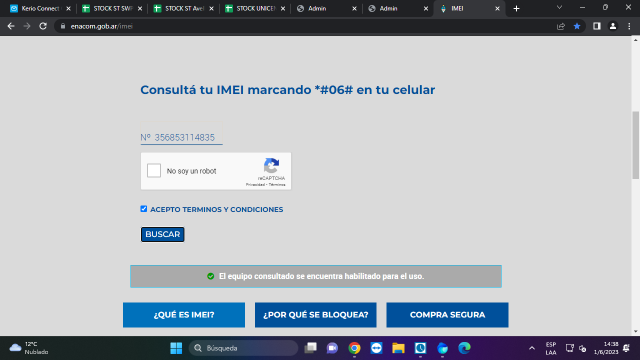 Kerio Connect
STOCK ST SWF
STOCK ST Avel
STOCK UNICEN
Admin
Admin
IMEI
enacom.gob.ar/imei
Consultá tu IMEI marcando *#06# en tu celular
Nº 356853114835
No soy un robot
reCAPTCHA
Privacidad - Términos
ACEPTO TERMINOS Y CONDICIONES
BUSCAR
El equipo consultado se encuentra habilitado para el uso.
¿QUÉ ES IMEI?
¿POR QUÉ SE BLOQUEA?
COMPRA SEGURA
12°C
Nublado
Búsqueda
ESP
LAA
14:38
1/6/2023